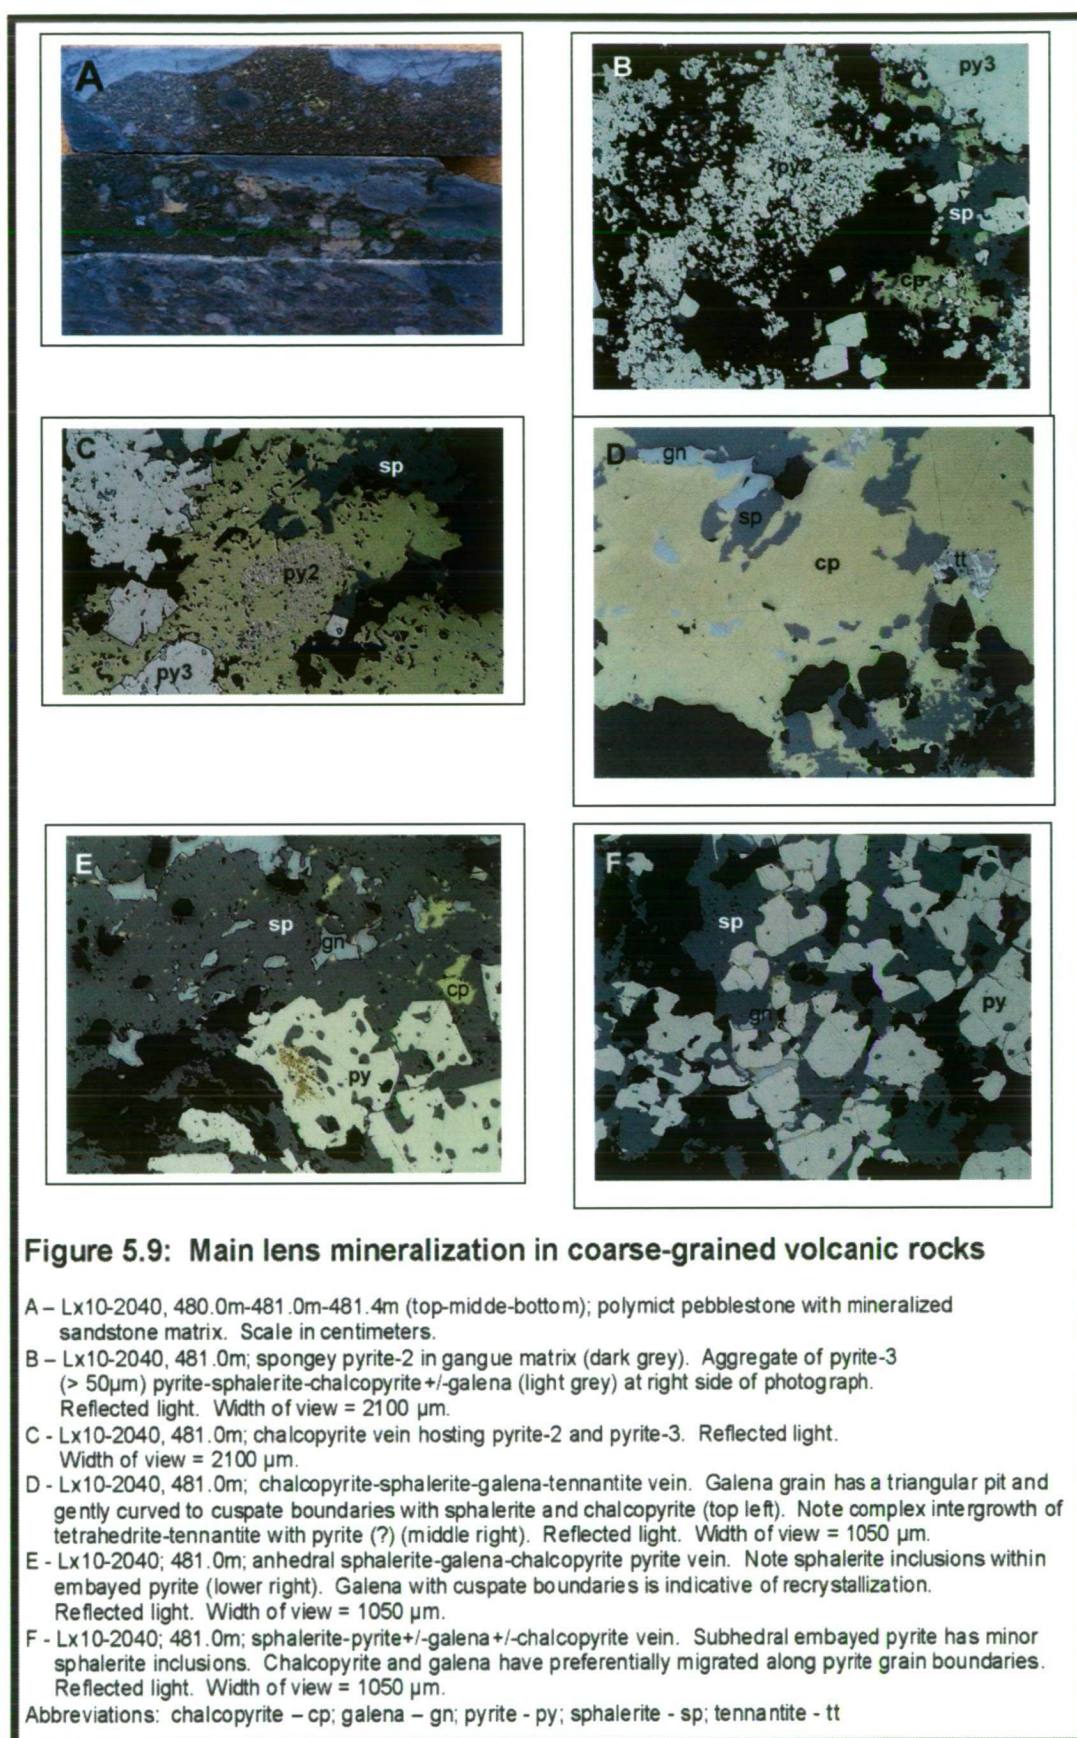 A
B
py3
py2
sp
cp
C
sp
py2
py3
D
gn
sp
cp
tt
E
sp
gn
cp
py
F
sp
gn
py
Figure 5.9: Main lens mineralization in coarse-grained volcanic rocks
A – Lx10-2040, 480.0m-481.0m-481.4m (top-midde-bottom); polymict pebblestone with mineralized
sandstone matrix. Scale in centimeters.
B – Lx10-2040, 481.0m; spongey pyrite-2 in gangue matrix (dark grey). Aggregate of pyrite-3
(> 50µm) pyrite-sphalerite-chalcopyrite+/-galena (light grey) at right side of photograph.
Reflected light. Width of view = 2100 µm.
C - Lx10-2040, 481.0m; chalcopyrite vein hosting pyrite-2 and pyrite-3. Reflected light.
Width of view = 2100 µm.
D - Lx10-2040, 481.0m; chalcopyrite-sphalerite-galena-tennantite vein. Galena grain has a triangular pit and
gently curved to cuspate boundaries with sphalerite and chalcopyrite (top left). Note complex intergrowth of
tetrahedrite-tennantite with pyrite (?) (middle right). Reflected light. Width of view = 1050 µm.
E - Lx10-2040; 481.0m; anhedral sphalerite-galena-chalcopyrite pyrite vein. Note sphalerite inclusions within
embayed pyrite (lower right). Galena with cuspate boundaries is indicative of recrystallization.
Reflected light. Width of view = 1050 µm.
F - Lx10-2040; 481.0m; sphalerite-pyrite+/-galena+/-chalcopyrite vein. Subhedral embayed pyrite has minor
sphalerite inclusions. Chalcopyrite and galena have preferentially migrated along pyrite grain boundaries.
Reflected light. Width of view = 1050 µm.
Abbreviations: chalcopyrite – cp; galena – gn; pyrite - py; sphalerite - sp; tennantite - tt